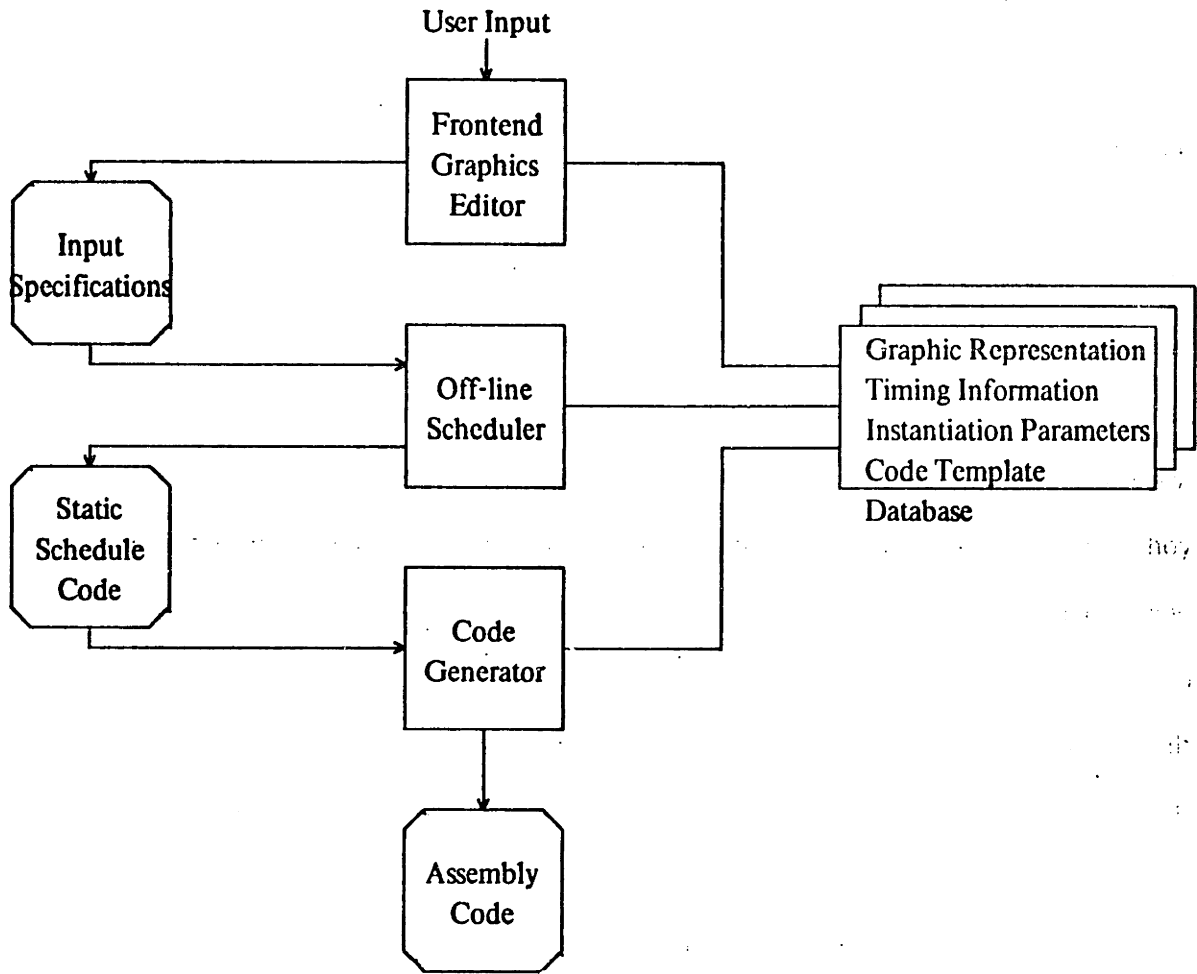 User Input
Frontend
Graphics
Editor
Input
Specifications
Off-line
Scheduler
Graphic Representation
Timing Information
Instantiation Parameters
Code Template
Database
Static
Schedule
Code
Code
Generator
Assembly
Code